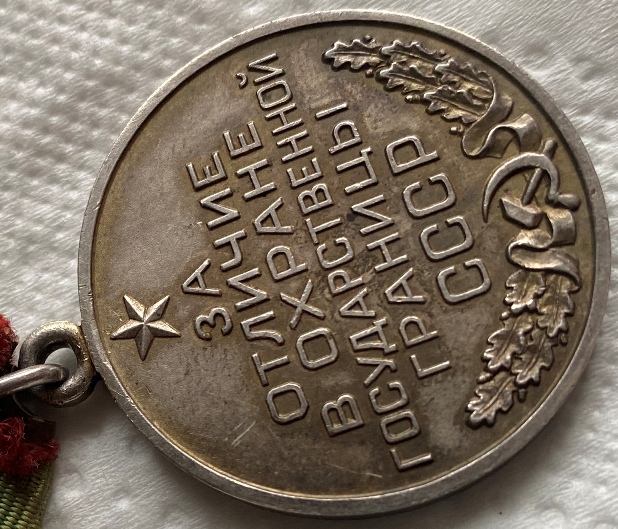 ЗА
ОТЛИЧИЕ
В ОХРАНЕ
ГОСУДАРСТВЕННОЙ
ГРАНИЦЫ
СССР